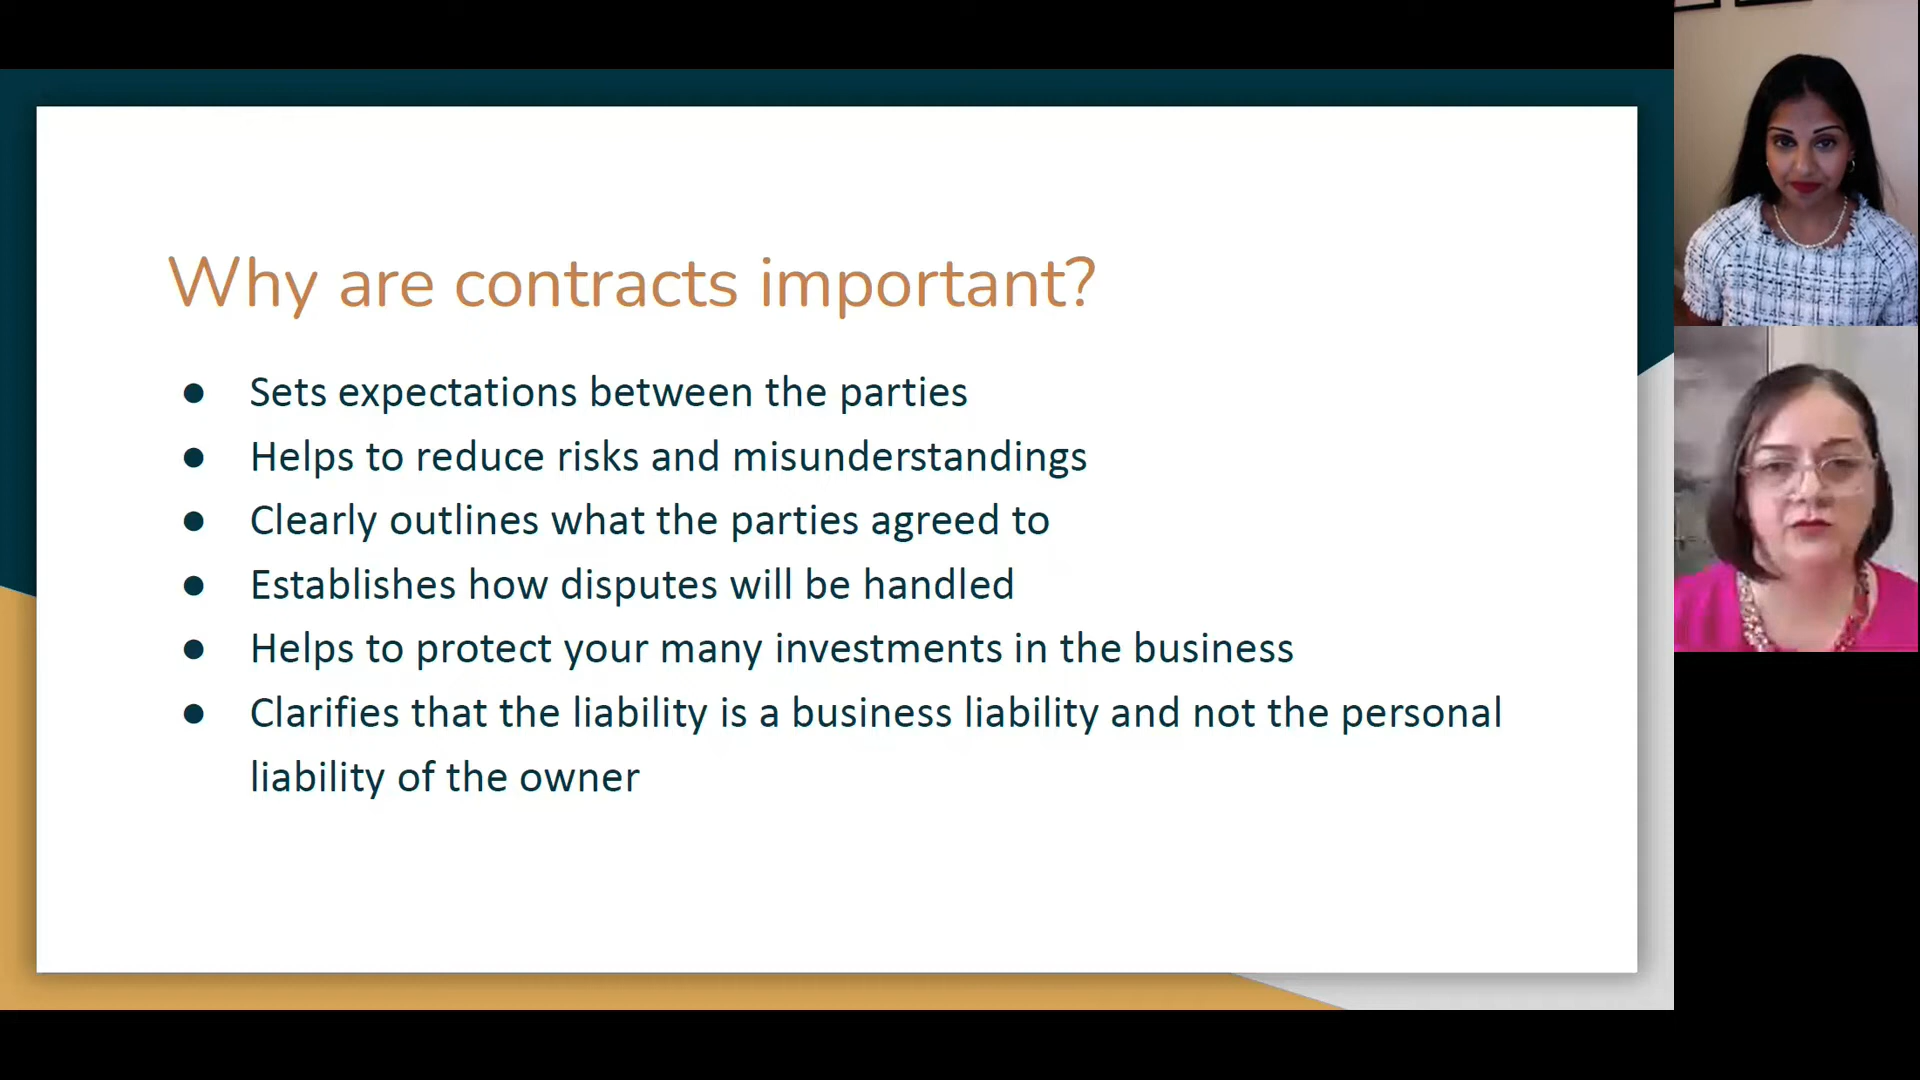 Why are contracts important?
● Sets expectations between the parties
● Helps to reduce risks and misunderstandings
● Clearly outlines what the parties agreed to
● Establishes how disputes will be handled
● Helps to protect your many investments in the business
● Clarifies that the liability is a business liability and not the personal
liability of the owner